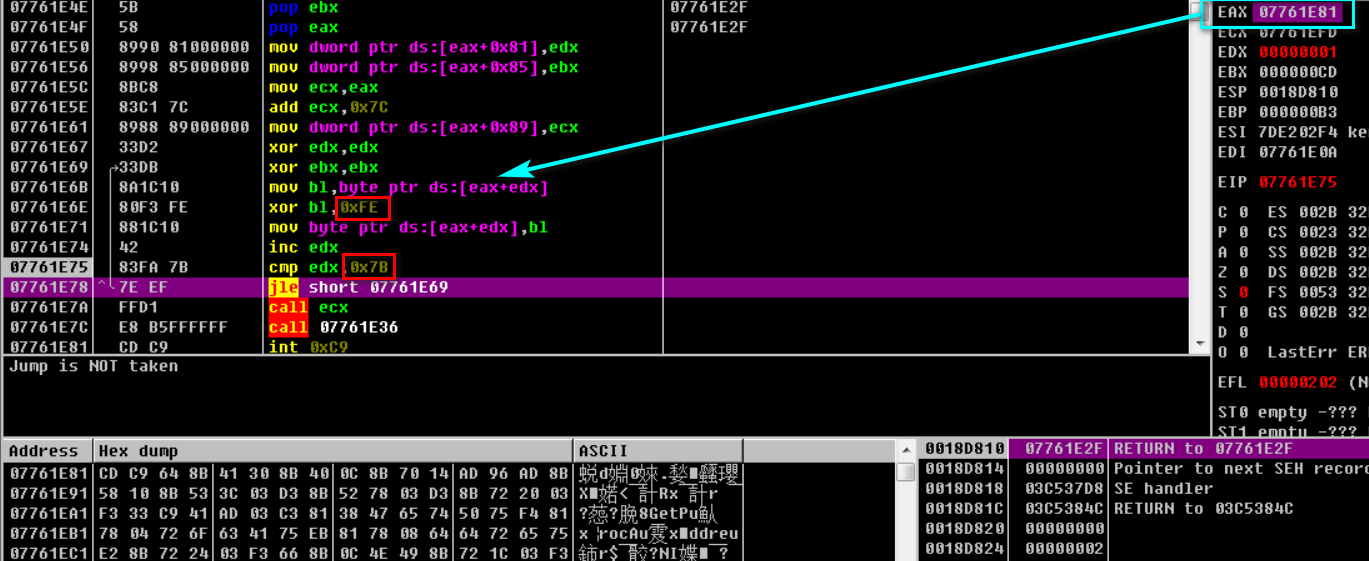 07761E4E 5B pop ebx 07761E2F
07761E4F 58 pop eax 07761E2F
07761E50 8990 81000000 mov dword ptr ds:[eax+0x81],edx
07761E56 8998 85000000 mov dword ptr ds:[eax+0x85],ebx
07761E5C 8BC8 mov ecx,eax
07761E5E 83C1 7C add ecx,0x7C
07761E61 8988 89000000 mov dword ptr ds:[eax+0x89],ecx
07761E67 33D2 xor edx,edx
07761E69 33DB xor ebx,ebx
07761E6B 8A1C10 mov bl,byte ptr ds:[eax+edx]
07761E6E 80F3 FE xor bl,0xFE
07761E71 881C10 mov byte ptr ds:[eax+edx],bl
07761E74 42 inc edx
07761E75 83FA 7B cmp edx,0x7B
07761E78 ^ 7E EF jle short 07761E69
07761E7A FFD1 call ecx
07761E7C E8 B5FFFFFF call 07761E36
07761E81 CD C9 int 0xC9
EAX 07761E81
ECX 07761EFD
EDX 00000001
EBX 000000CD
ESP 0018D810
EBP 000000B3
ESI 7DE202F4 ke
EDI 07761E0A
EIP 07761E75
C 0 ES 002B 32
P 0 CS 0023 32
A 0 SS 002B 32
Z 0 DS 002B 32
S 0 FS 0053 32
T 0 GS 002B 32
D 0
O 0 LastErr ER
EFL 00000202 (N
ST0 empty -???
ST1 empty -???
Jump is NOT taken
Address Hex dump ASCII
07761E81 CD C9 64 8B 41 30 8B 40 0C 8B 70 14 AD 96 AD 8B
07761E91 58 10 8B 53 3C 03 D3 8B 52 78 03 D3 8B 72 20 03
07761EA1 F3 33 C9 41 AD 03 C3 81 38 47 65 74 50 75 F4 81
07761EB1 78 04 72 6F 63 41 75 EB 81 78 08 64 64 72 65 75
07761EC1 E2 8B 72 24 03 F3 66 8B 0C 4E 49 8B 72 1C 03 F3
0018D810 07761E2F RETURN to 07761E2F
0018D814 00000000 Pointer to next SEH recor
0018D818 03C537D8 SE handler
0018D81C 03C5384C RETURN to 03C5384C
0018D820 00000000
0018D824 00000002